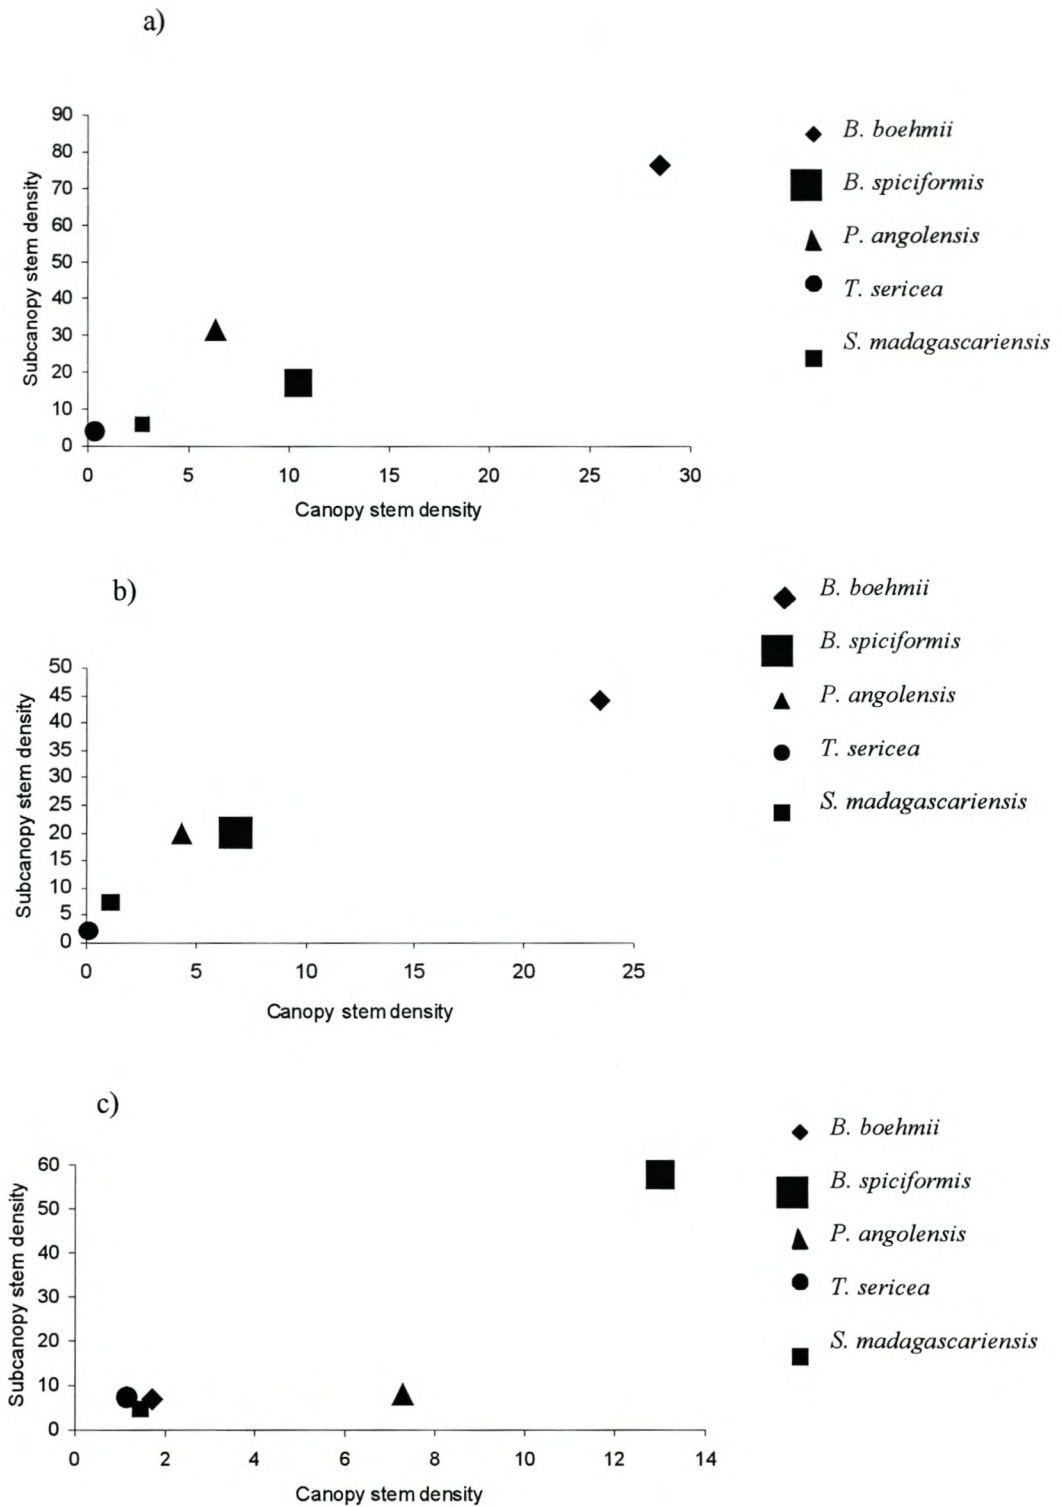 a)
Subcanopy stem density
90
80
70
60
50
40
30
20
10
0
0 5 10 15 20 25 30
Canopy stem density
B. boehmii
B. spiciformis
P. angolensis
T. sericea
S. madagascariensis
b)
Subcanopy stem density
50
45
40
35
30
25
20
15
10
5
0
0 5 10 15 20 25
Canopy stem density
B. boehmii
B. spiciformis
P. angolensis
T. sericea
S. madagascariensis
c)
Subcanopy stem density
60
50
40
30
20
10
0
0 2 4 6 8 10 12 14
Canopy stem density
B. boehmii
B. spiciformis
P. angolensis
T. sericea
S. madagascariensis